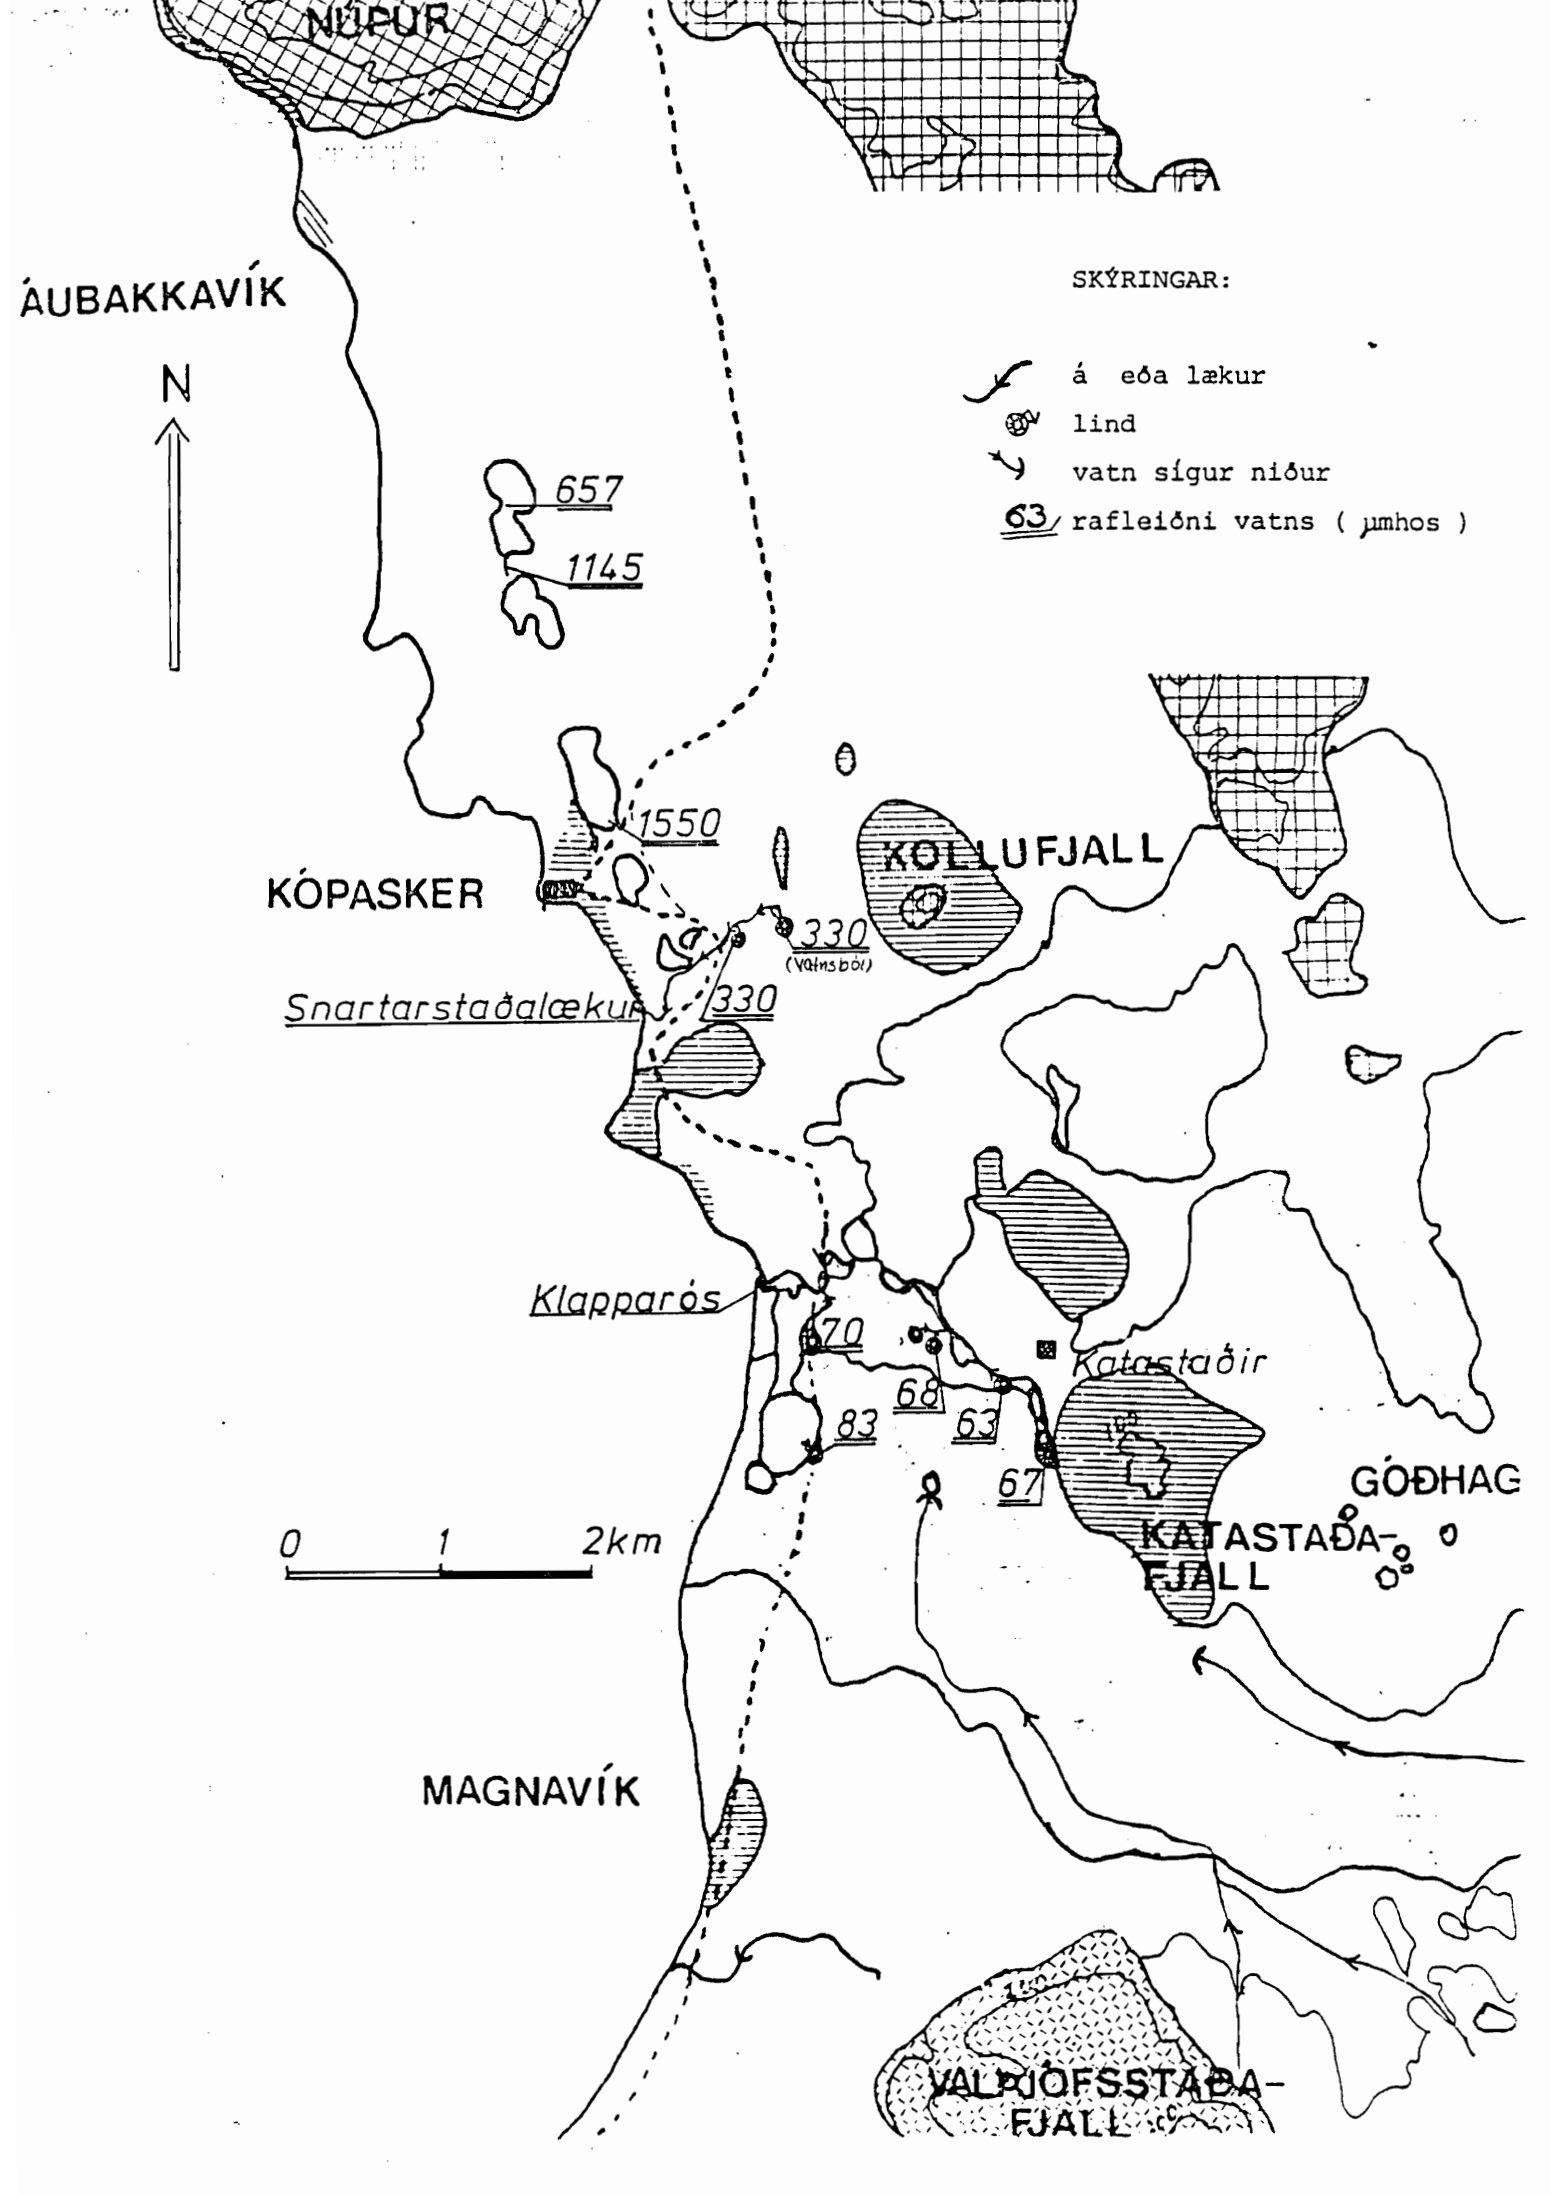 NÚPUR
SKÝRINGAR:
ÁUBAKKAVÍK
N
á eða lækur
lind
vatn sígur niður
63 rafleiðni vatns ( µmhos )
657
1145
1550
KOLLUFJALL
KÓPASKER
330
(Vatnsból)
Snartarstaðalækur
330
Klapparós
70
Katastaðir
68
63
83
67
100
GÓÐHAG
0 1 2km
KATASTAÐA-
FJALL
MAGNAVÍK
VALÞJÓFSSTAÐA-
FJALL